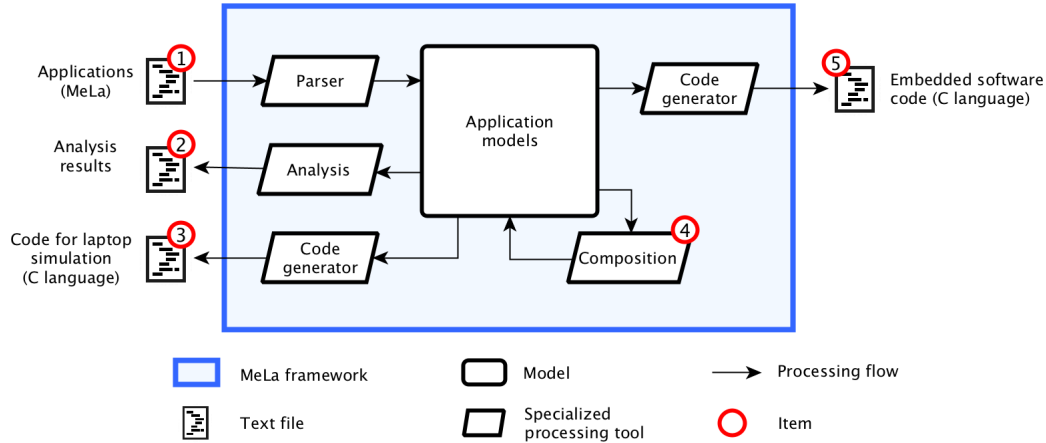 Applications
(MeLa)
1
Parser
Application
models
Code
generator
5
Embedded software
code (C language)
Analysis
results
2
Analysis
Code for laptop
simulation
(C language)
3
Code
generator
4
Composition
MeLa framework
Model
Processing flow
Text file
Specialized
processing tool
Item